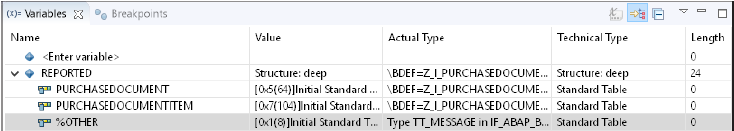 (x)= Variables Breakpoints
Name Value Actual Type Technical Type Length
<Enter variable> 0
REPORTED Structure: deep \BDEF=Z_I_PURCHASEDOCUME... Structure: deep 24
PURCHASEDOCUMENT [0x5(64)]Initial Standard ... \BDEF=Z_I_PURCHASEDOCUME... Standard Table 0
PURCHASEDOCUMENTITEM [0x7(104)]Initial Standard... \BDEF=Z_I_PURCHASEDOCUME... Standard Table 0
%OTHER [0x1(8)]Initial Standard T... Type TT_MESSAGE in IF_ABAP_B... Standard Table 0